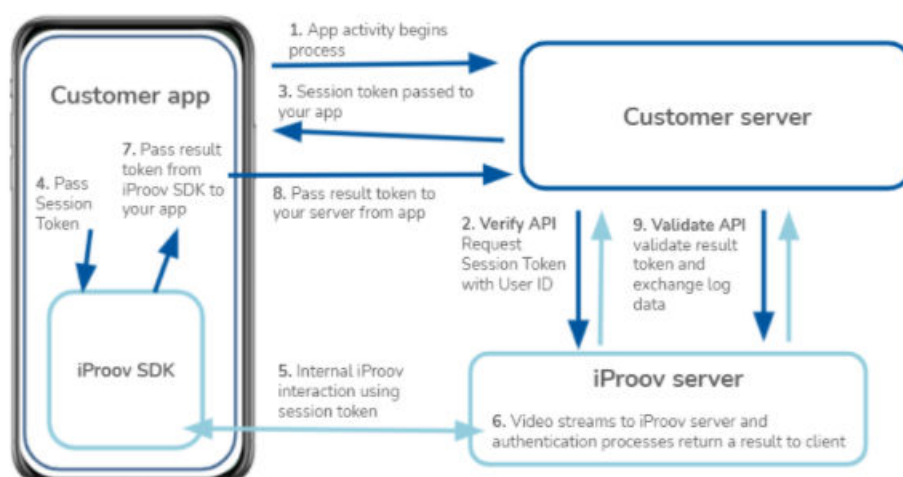 Customer app
1. App activity begins
process
3. Session token passed to
your app
Customer server
4. Pass
Session
Token
7. Pass result
token from
iProov SDK to
your app
8. Pass result token to
your server from app
2. Verify API
Request
Session Token
with User ID
9. Validate API
validate result
token and
exchange log
data
iProov SDK
5. Internal iProov
interaction using
session token
iProov server
6. Video streams to iProov server and
authentication processes return a result to client